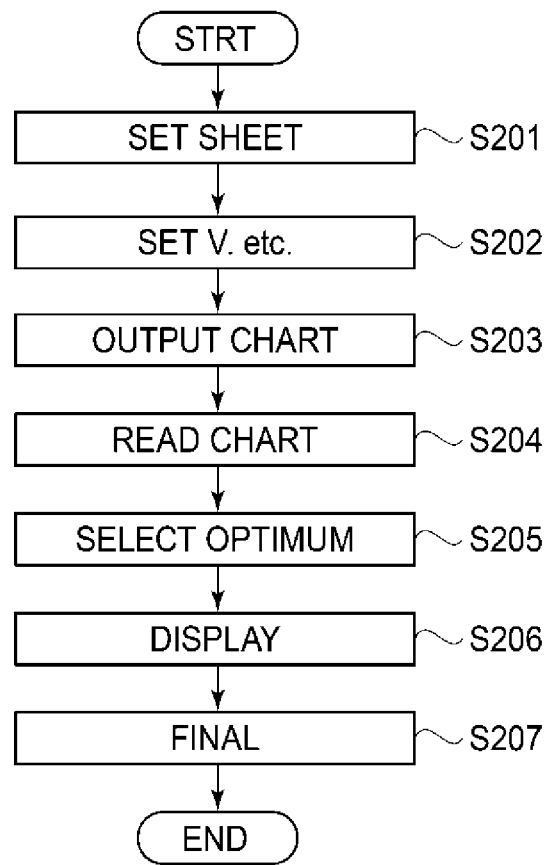 STRT
SET SHEET S201
SET V. etc. S202
OUTPUT CHART S203
READ CHART S204
SELECT OPTIMUM S205
DISPLAY S206
FINAL S207
END